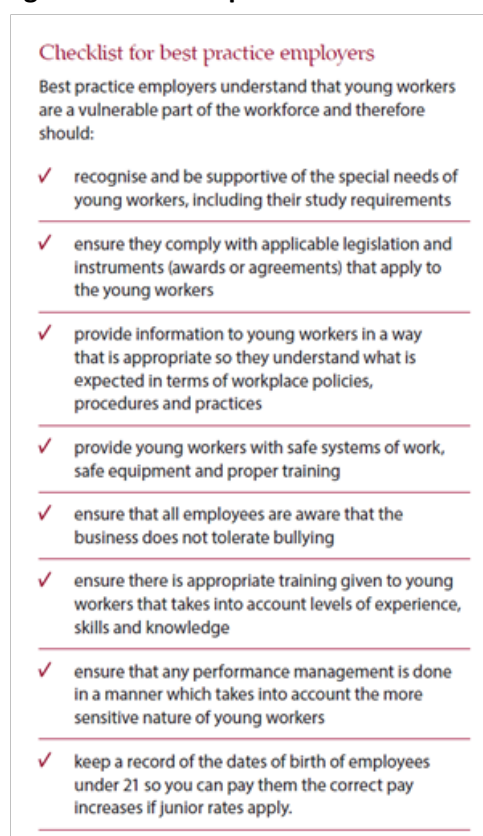 Checklist for best practice employers
Best practice employers understand that young workers
are a vulnerable part of the workforce and therefore
should:
✓ recognise and be supportive of the special needs of
young workers, including their study requirements
✓ ensure they comply with applicable legislation and
instruments (awards or agreements) that apply to
the young workers
✓ provide information to young workers in a way
that is appropriate so they understand what is
expected in terms of workplace policies,
procedures and practices
✓ provide young workers with safe systems of work,
safe equipment and proper training
✓ ensure that all employees are aware that the
business does not tolerate bullying
✓ ensure there is appropriate training given to young
workers that takes into account levels of experience,
skills and knowledge
✓ ensure that any performance management is done
in a manner which takes into account the more
sensitive nature of young workers
✓ keep a record of the dates of birth of employees
under 21 so you can pay them the correct pay
increases if junior rates apply.